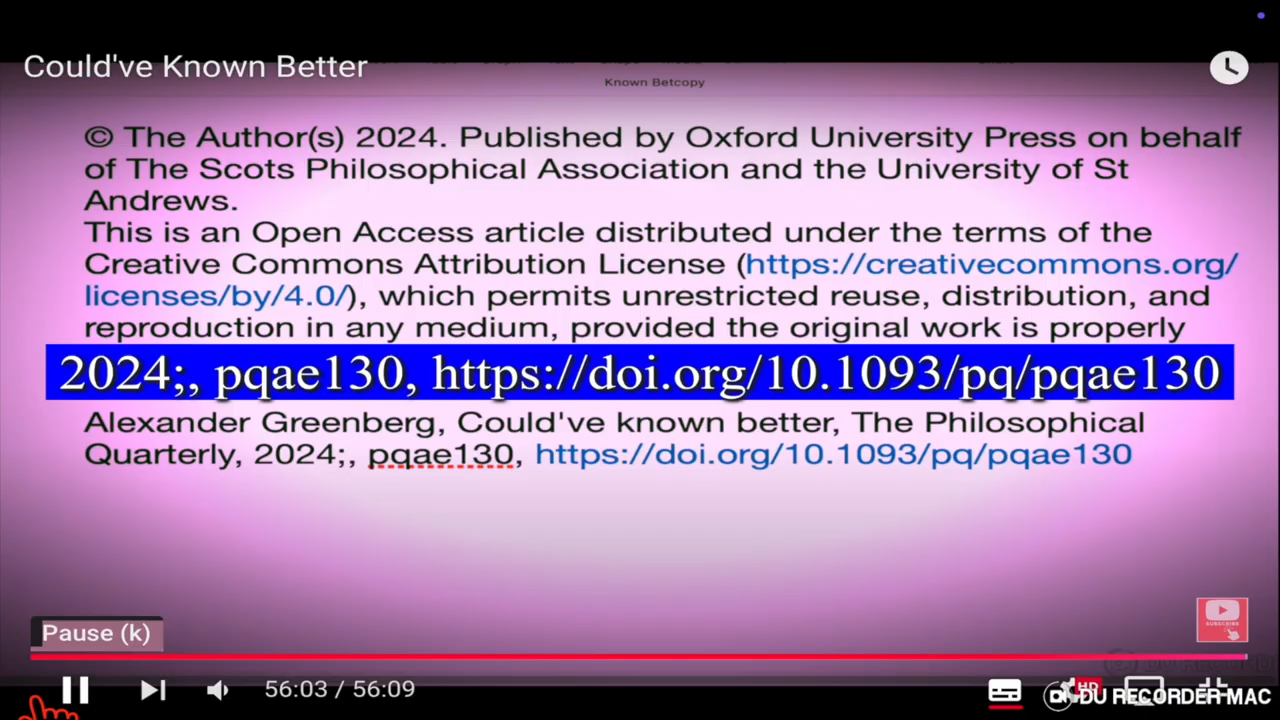 Could've Known Better
Known Betcopy
© The Author(s) 2024. Published by Oxford University Press on behalf
of The Scots Philosophical Association and the University of St
Andrews.
This is an Open Access article distributed under the terms of the
Creative Commons Attribution License (https://creativecommons.org/
licenses/by/4.0/), which permits unrestricted reuse, distribution, and
reproduction in any medium, provided the original work is properly
2024;, pqae130, https://doi.org/10.1093/pq/pqae130
Alexander Greenberg, Could've known better, The Philosophical
Quarterly, 2024;, pqae130, https://doi.org/10.1093/pq/pqae130
SUBSCRIBE
Pause (k)
56:03 / 56:09
HD
DU RECORDER MAC